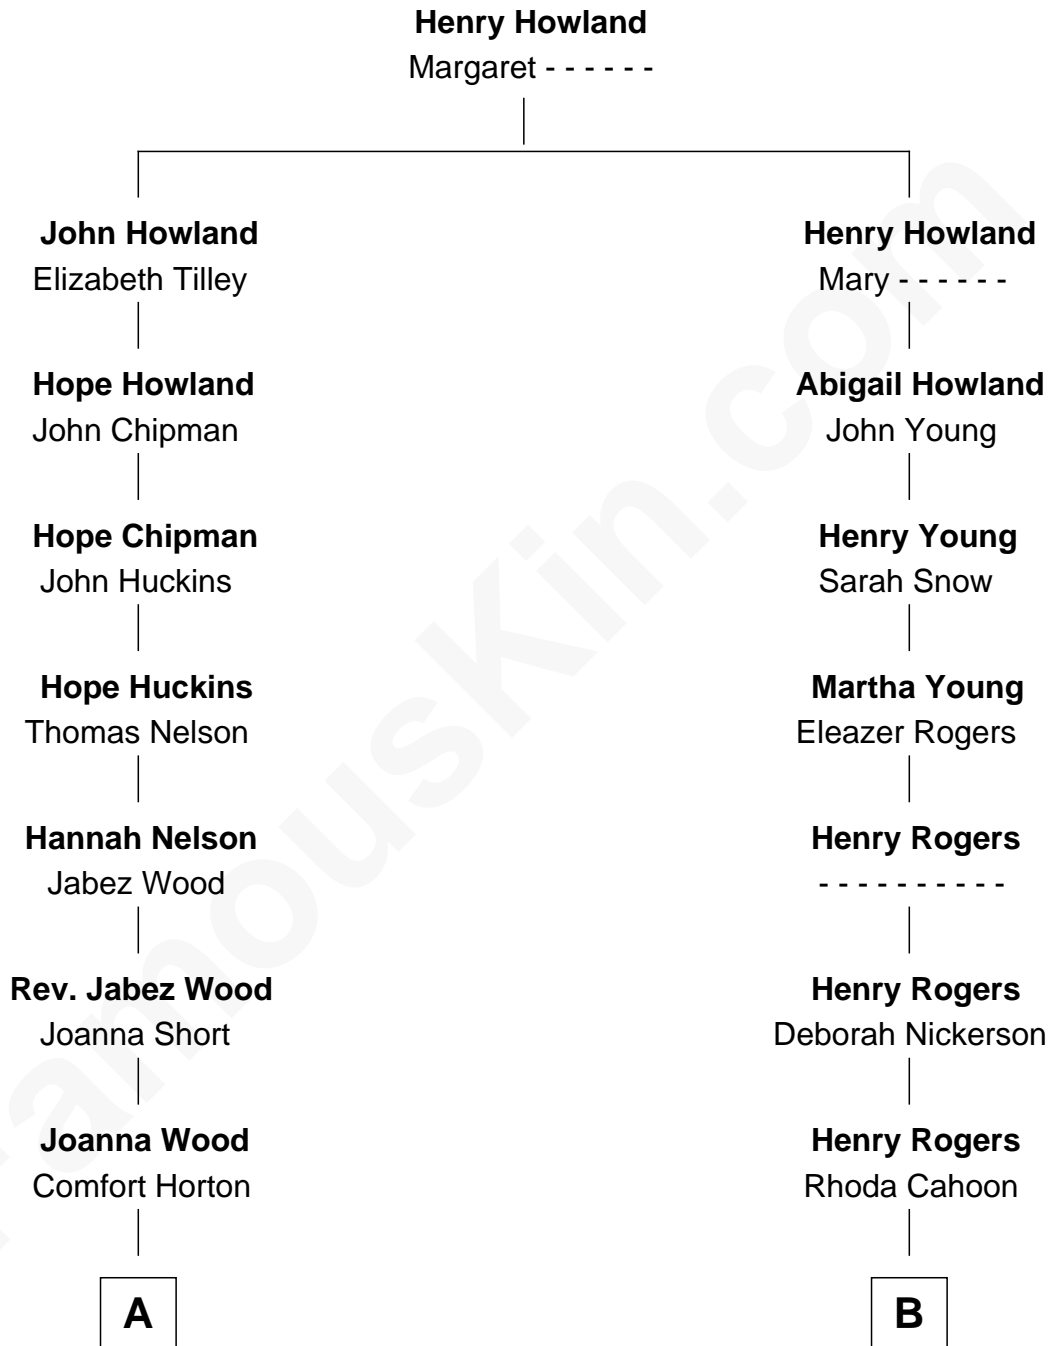 Henry Howland
Margaret - - - - - -
John Howland
Elizabeth Tilley
Henry Howland
Mary - - - - - -
Hope Howland
John Chipman
Abigail Howland
John Young
Hope Chipman
John Huckins
Henry Young
Sarah Snow
Hope Huckins
Thomas Nelson
Martha Young
Eleazer Rogers
Hannah Nelson
Jabez Wood
Henry Rogers
- - - - - - - - - -
Rev. Jabez Wood
Joanna Short
Henry Rogers
Deborah Nickerson
Joanna Wood
Comfort Horton
Henry Rogers
Rhoda Cahoon
A
B
FamousKin.com